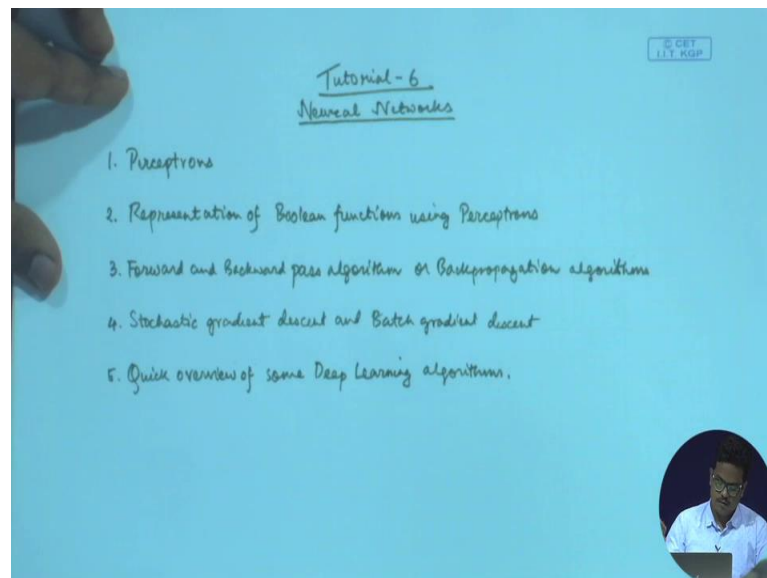 © CET
I.I.T. KGP
Tutorial-6
Neural Networks
1. Perceptrons
2. Representation of Boolean functions using Perceptrons
3. Forward and Backward pass algorithm or Backpropagation algorithms
4. Stochastic gradient descent and Batch gradient descent
5. Quick overview of some Deep Learning algorithms.